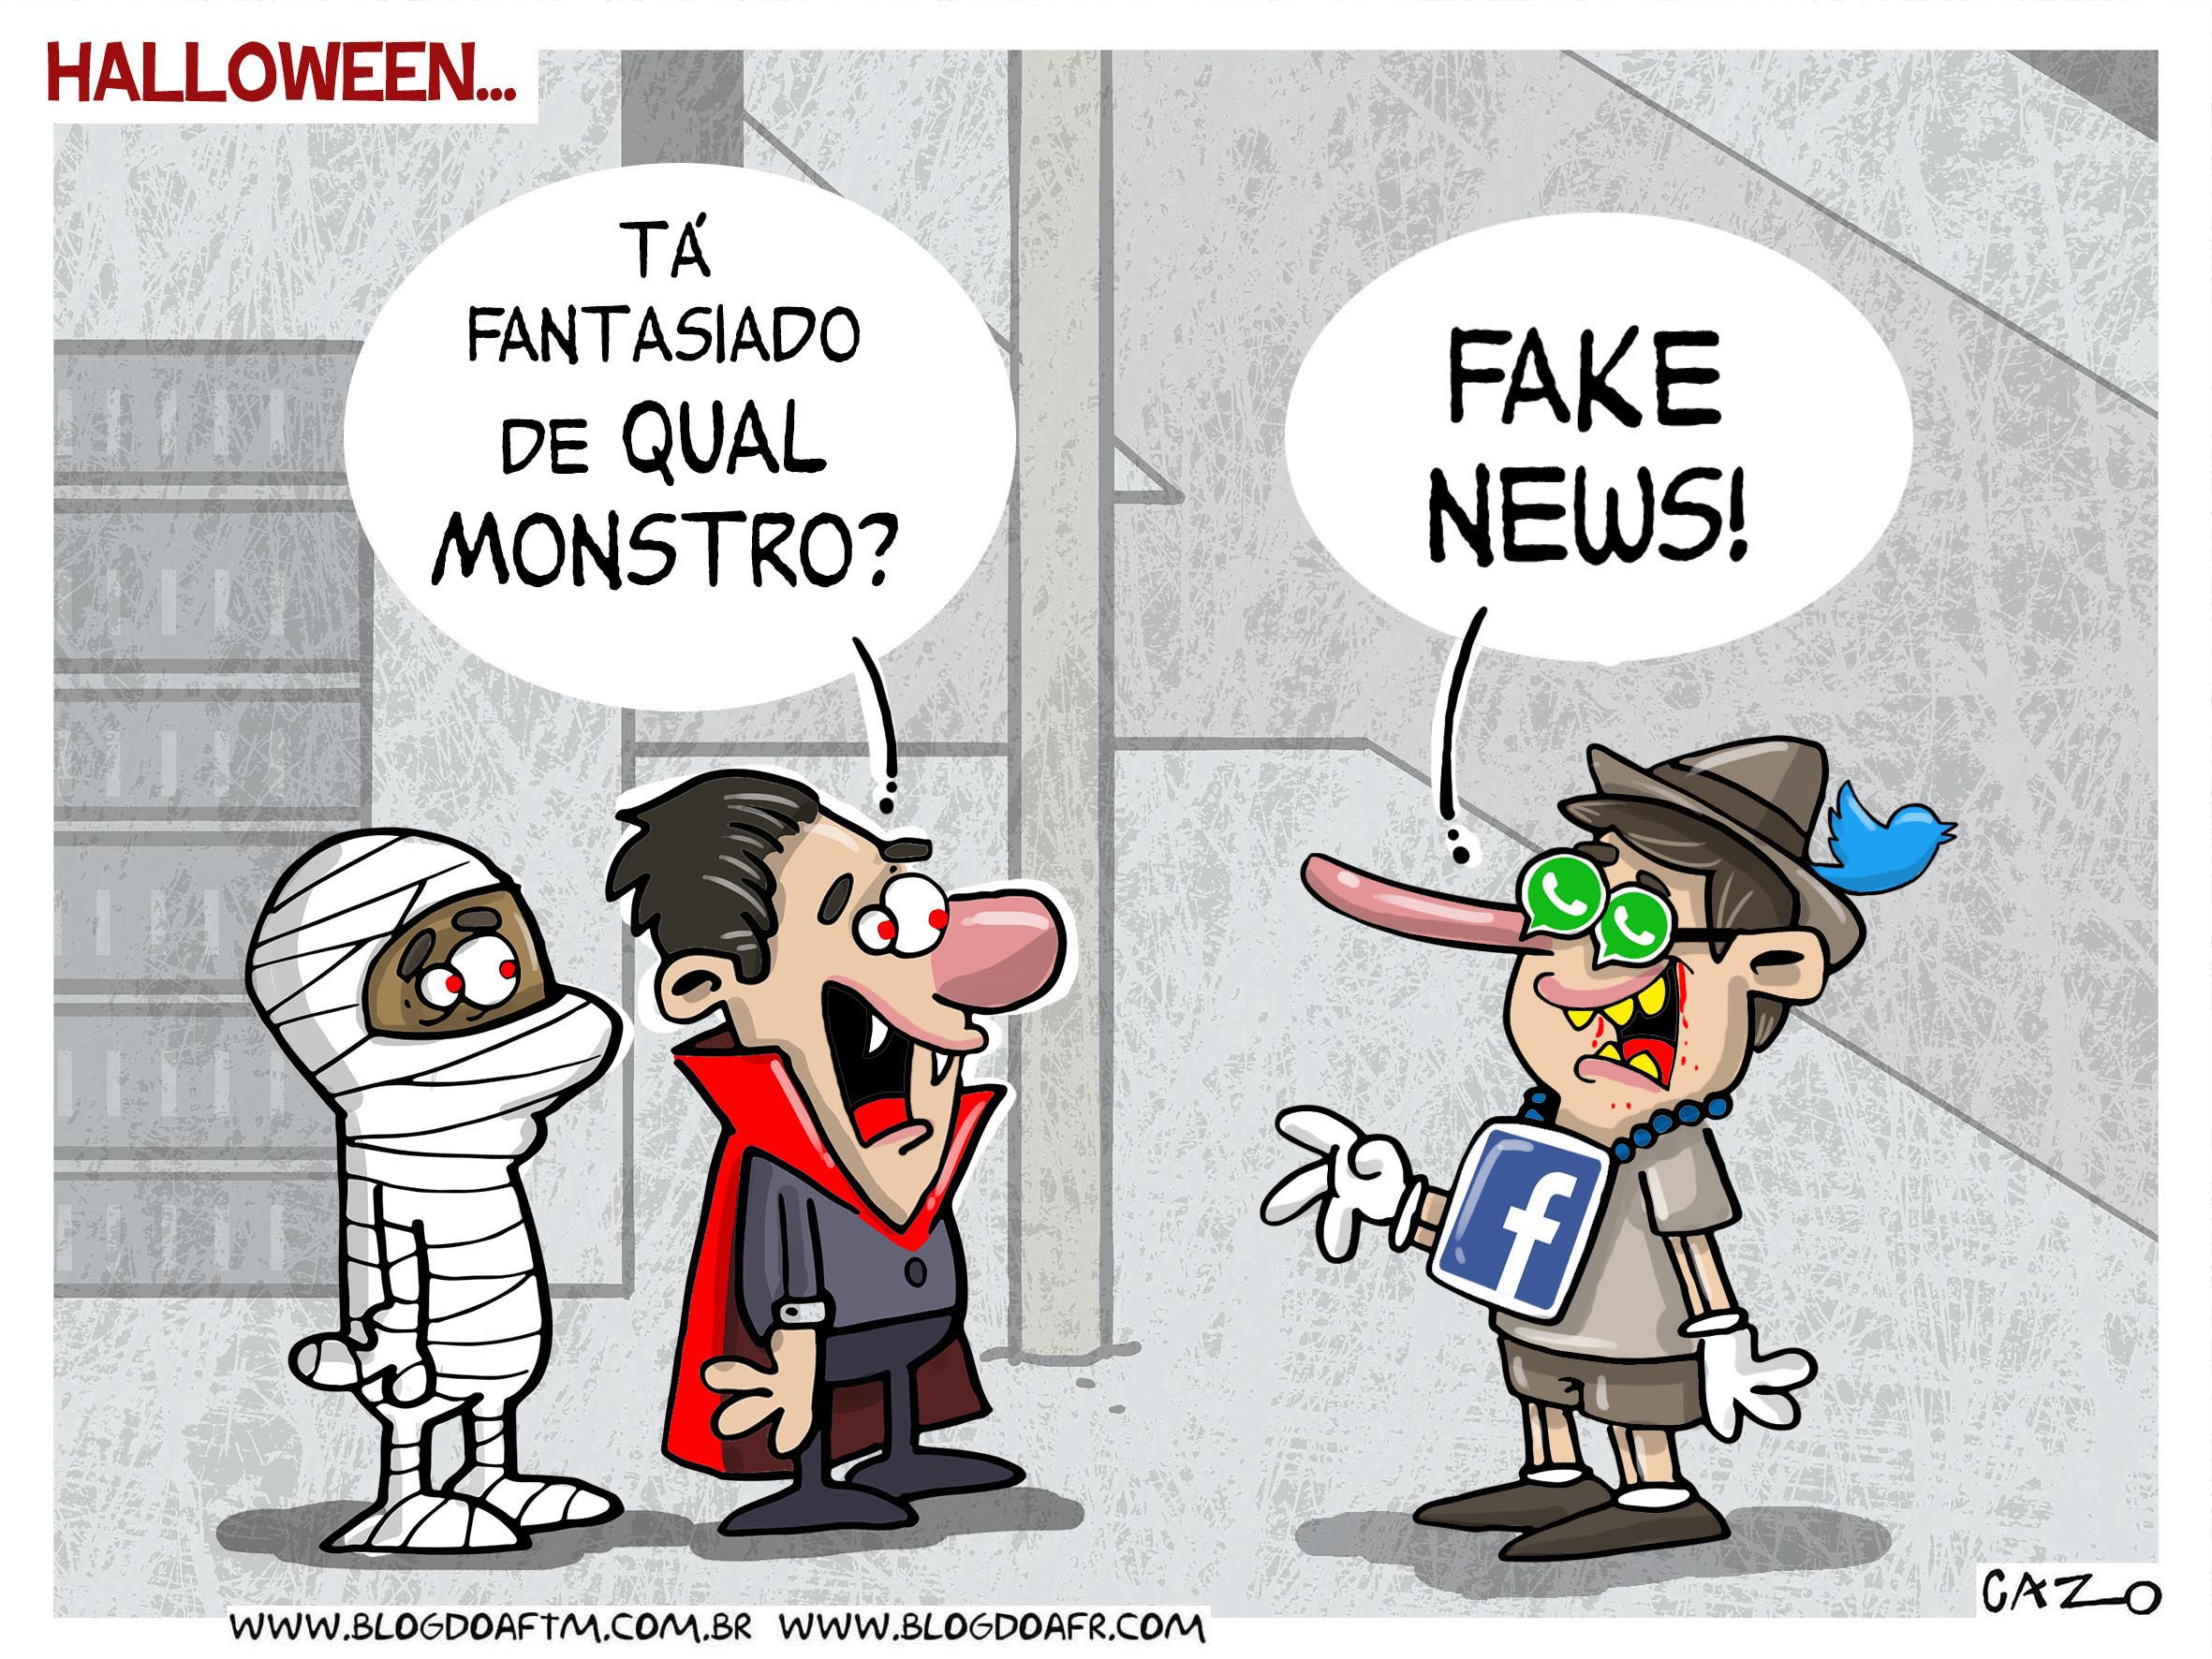 HALLOWEEN...
TÁ
FANTASIADO
DE QUAL
MONSTRO?
FAKE
NEWS!
f
CAZO
WWW.BLOGDOAFTM.COM.BR WWW.BLOGDOAFR.COM